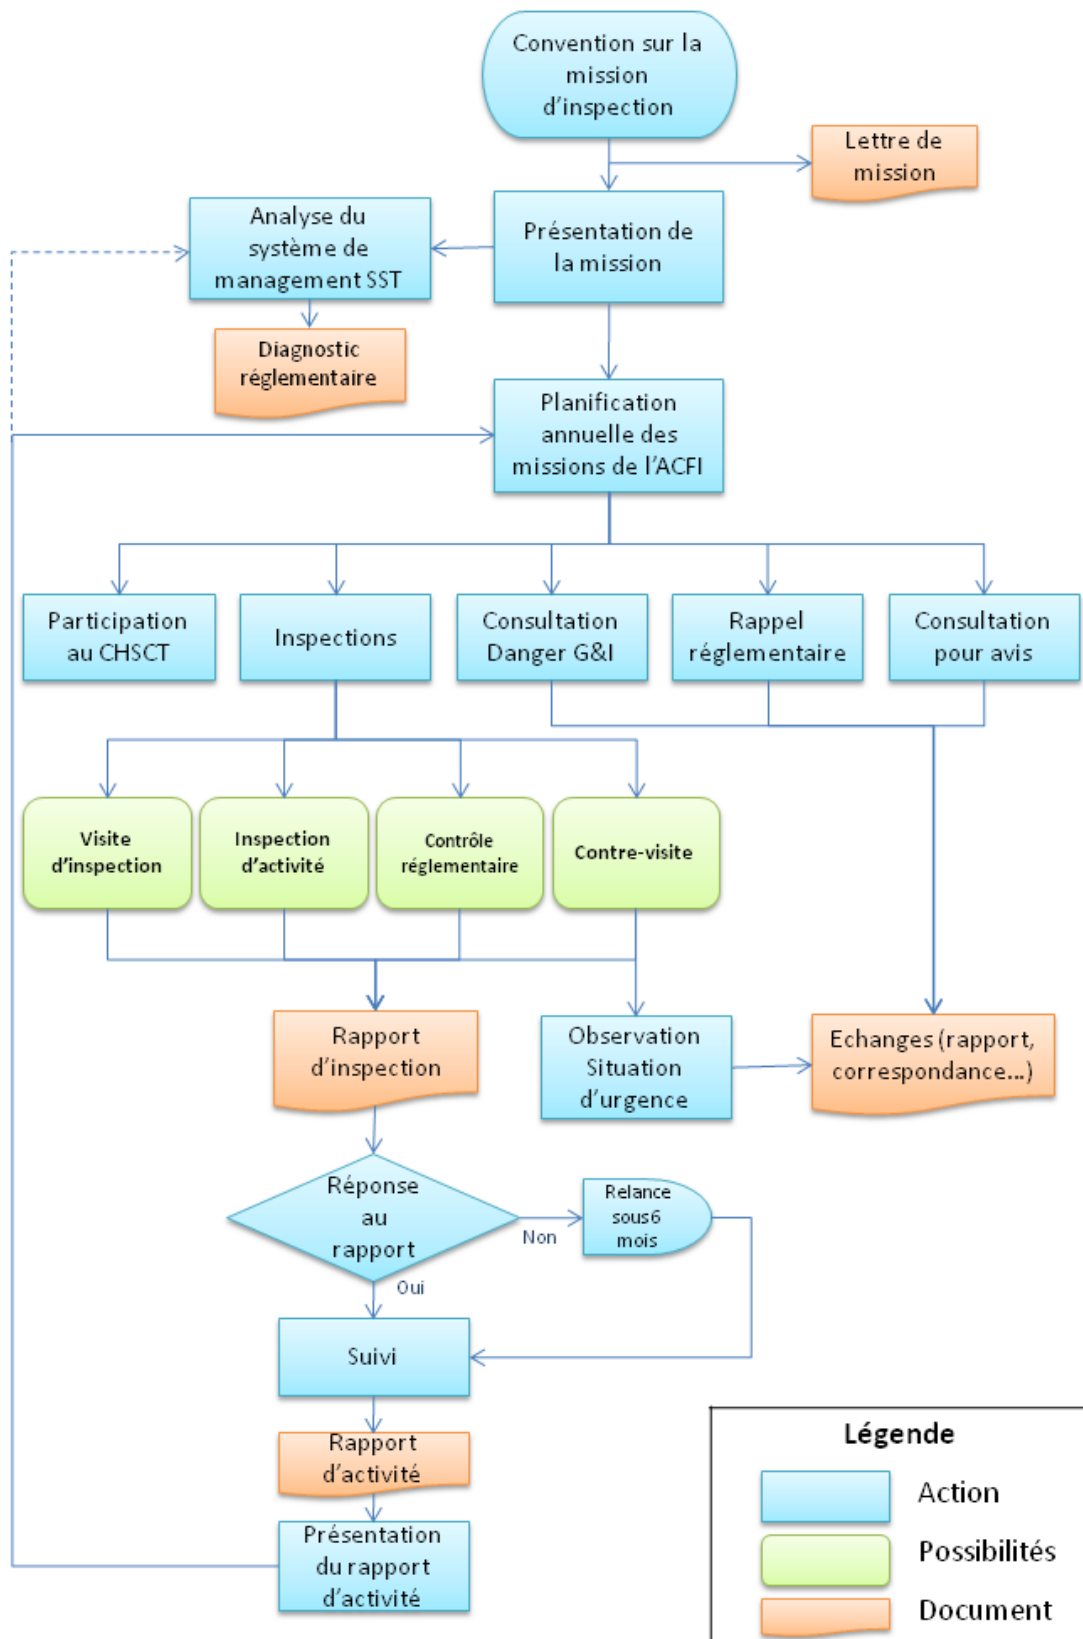 Convention sur la
mission
d'inspection
Lettre de
mission
Analyse du
système de
management SST
Présentation de
la mission
Diagnostic
réglementaire
Planification
annuelle des
missions de l'ACFI
Participation
au CHSCT
Inspections
Consultation
Danger G&I
Rappel
réglementaire
Consultation
pour avis
Visite
d'inspection
Inspection
d'activité
Contrôle
réglementaire
Contre-visite
Rapport
d'inspection
Observation
Situation
d'urgence
Echanges (rapport,
correspondance...)
Réponse
au
rapport
Non
Relance
sous6
mois
Oui
Suivi
Rapport
d'activité
Présentation
du rapport
d'activité
Légende
Action
Possibilités
Document